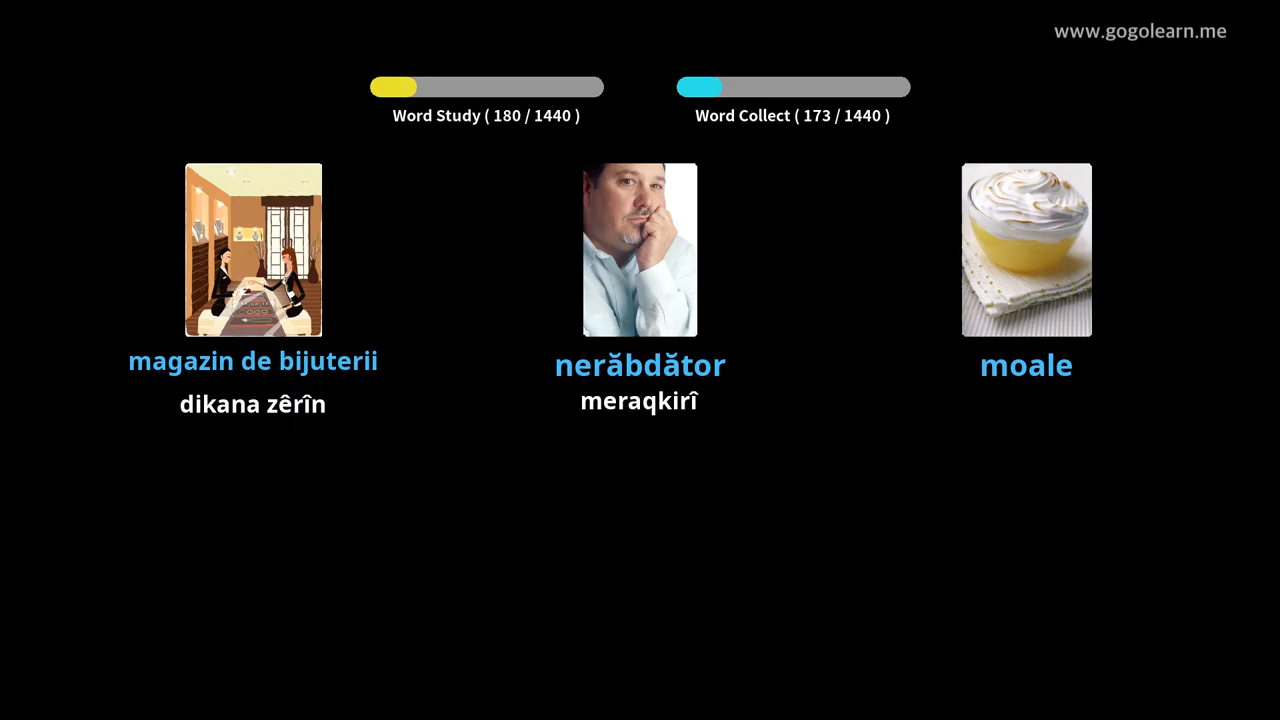 www.gogolearn.me
Word Study ( 180 / 1440 )
Word Collect ( 173 / 1440 )
magazin de bijuterii
dikana zêrîn
nerăbdător
meraqkirî
moale